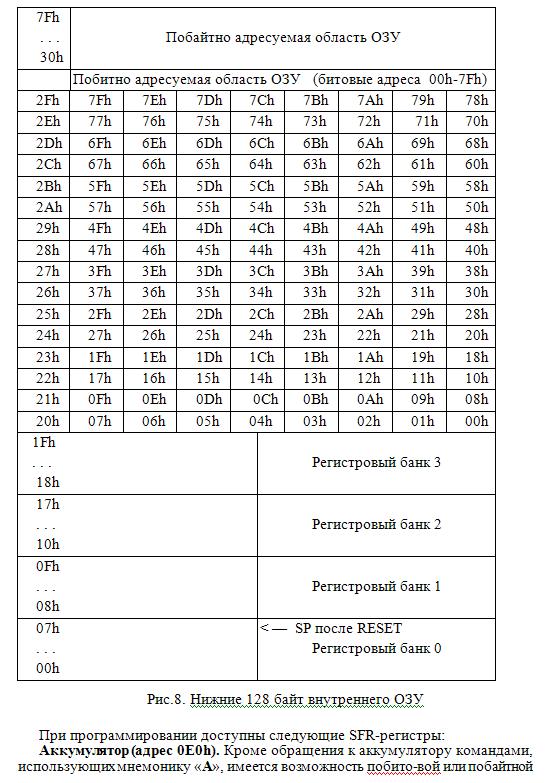 7Fh
. . .
30h
Побайтно адресуемая область ОЗУ
Побитно адресуемая область ОЗУ (битовые адреса 00h-7Fh)
2Fh 7Fh 7Eh 7Dh 7Ch 7Bh 7Ah 79h 78h
2Eh 77h 76h 75h 74h 73h 72h 71h 70h
2Dh 6Fh 6Eh 6Dh 6Ch 6Bh 6Ah 69h 68h
2Ch 67h 66h 65h 64h 63h 62h 61h 60h
2Bh 5Fh 5Eh 5Dh 5Ch 5Bh 5Ah 59h 58h
2Ah 57h 56h 55h 54h 53h 52h 51h 50h
29h 4Fh 4Eh 4Dh 4Ch 4Bh 4Ah 49h 48h
28h 47h 46h 45h 44h 43h 42h 41h 40h
27h 3Fh 3Eh 3Dh 3Ch 3Bh 3Ah 39h 38h
26h 37h 36h 35h 34h 33h 32h 31h 30h
25h 2Fh 2Eh 2Dh 2Ch 2Bh 2Ah 29h 28h
24h 27h 26h 25h 24h 23h 22h 21h 20h
23h 1Fh 1Eh 1Dh 1Ch 1Bh 1Ah 19h 18h
22h 17h 16h 15h 14h 13h 12h 11h 10h
21h 0Fh 0Eh 0Dh 0Ch 0Bh 0Ah 09h 08h
20h 07h 06h 05h 04h 03h 02h 01h 00h
1Fh
. . .
18h
Регистровый банк 3
17h
. . .
10h
Регистровый банк 2
0Fh
. . .
08h
Регистровый банк 1
07h
. . .
00h
<— SP после RESET
Регистровый банк 0
Рис.8. Нижние 128 байт внутреннего ОЗУ
При программировании доступны следующие SFR-регистры:
Аккумулятор (адрес 0E0h). Кроме обращения к аккумулятору командами,
использующих мнемонику «А», имеется возможность побито-вой или побайтной